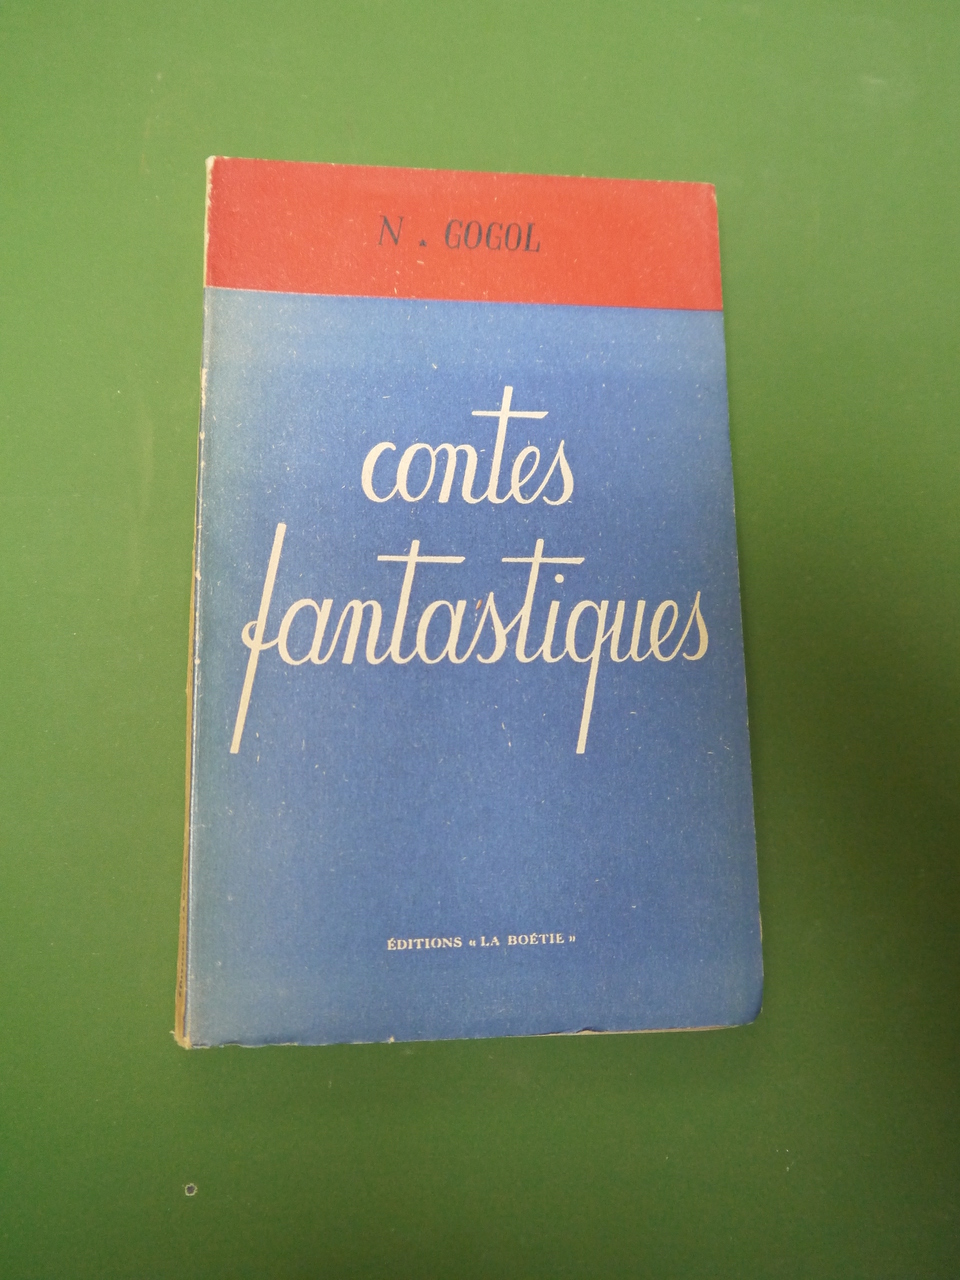 N. GOGOL
contes
fantastiques
ÉDITIONS « LA BOÉTIE »